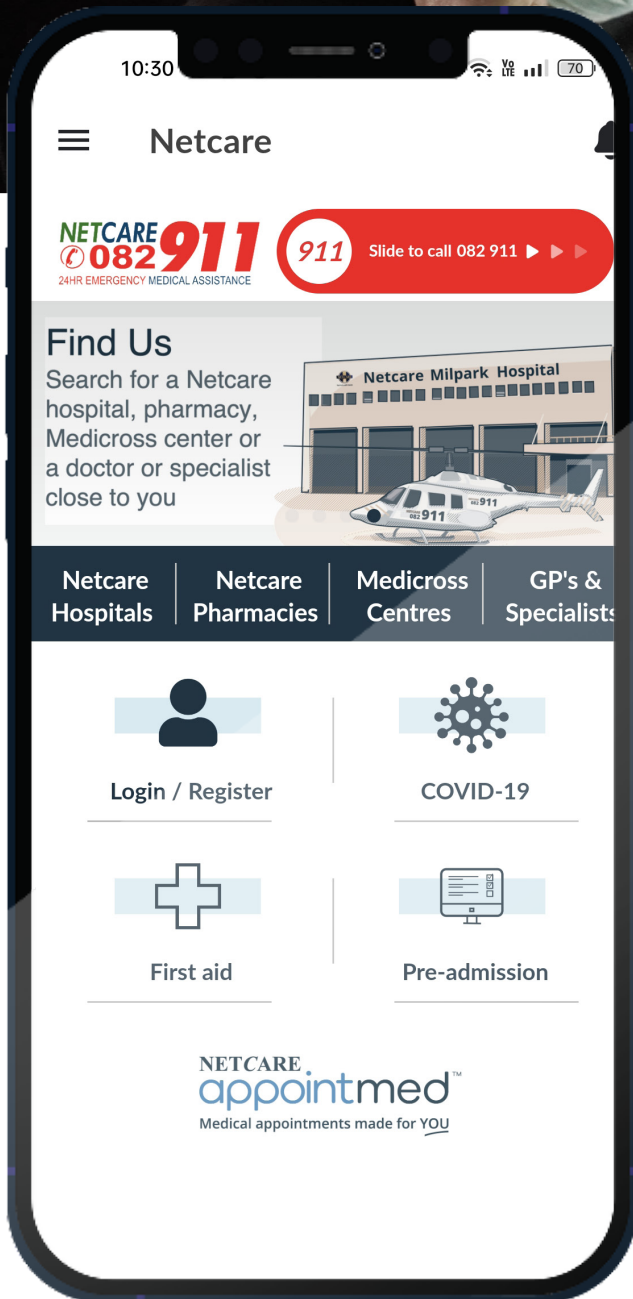 10:30
Vo
LTE
70
Netcare
NETCARE 911
082
24HR EMERGENCY MEDICAL ASSISTANCE
911 Slide to call 082 911
Find Us
Search for a Netcare
hospital, pharmacy,
Medicross center or
a doctor or specialist
close to you
Netcare Milpark Hospital
911
082 911
Netcare
Hospitals
Netcare
Pharmacies
Medicross
Centres
GP's &
Specialists
Login / Register
COVID-19
First aid
Pre-admission
NETCARE
appointmed™
Medical appointments made for YOU